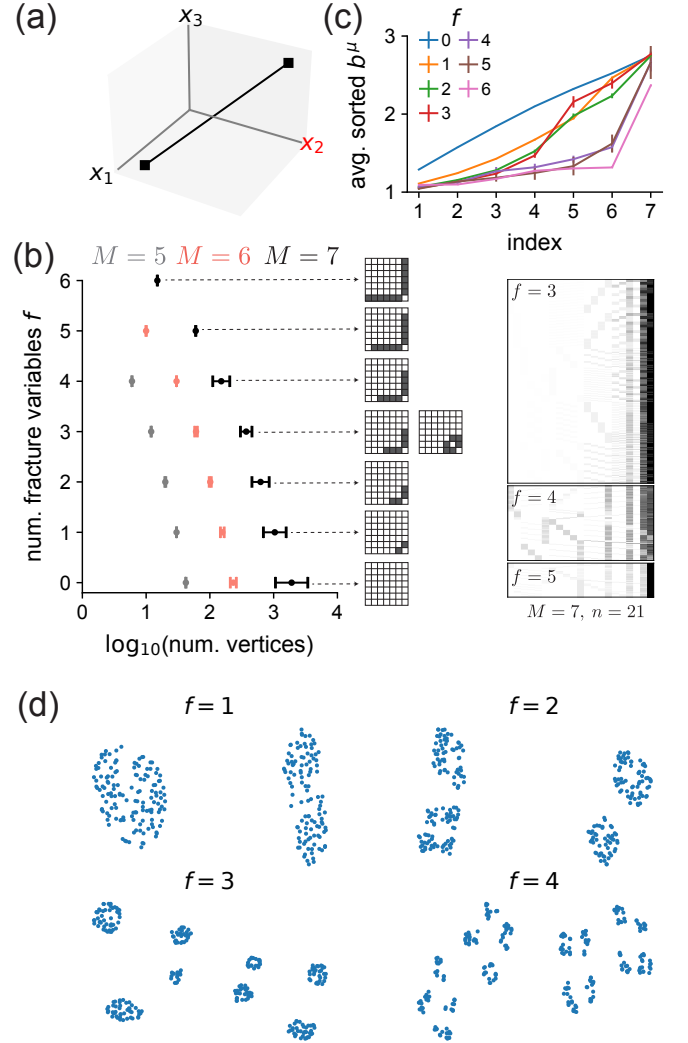 (a)
x₃
x₂
x₁
(c)
avg. sorted bᵘ
3
2
1
f
0
1
2
3
4
5
6
1 2 3 4 5 6 7
index
(b)
M = 5 M = 6 M = 7
num. fracture variables f
6
5
4
3
2
1
0
0 1 2 3 4
log₁₀(num. vertices)
f = 3
f = 4
f = 5
M = 7, n = 21
(d)
f = 1
f = 2
f = 3
f = 4